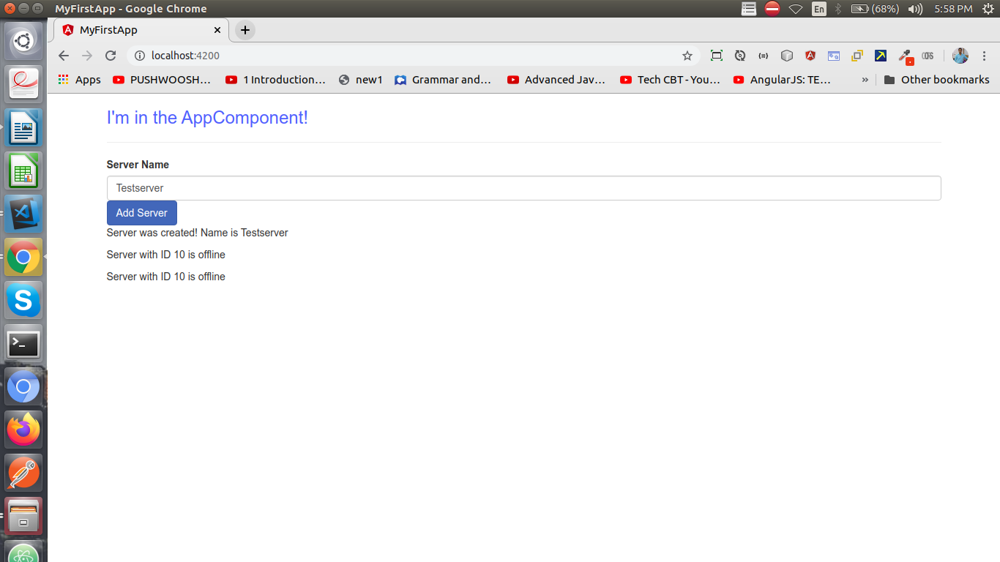 MyFirstApp - Google Chrome
En
(68%)
5:58 PM
MyFirstApp
localhost:4200
Apps
PUSHWOOSH...
1 Introduction...
new1
Grammar and...
Advanced Jav...
Tech CBT - You...
AngularJS: TE...
»
Other bookmarks
I'm in the AppComponent!
Server Name
Testserver
Add Server
Server was created! Name is Testserver
Server with ID 10 is offline
Server with ID 10 is offline